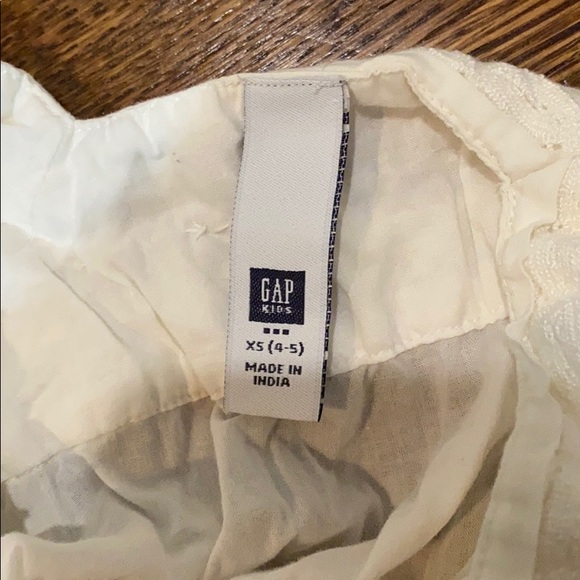 GAP
KIDS
XS (4-5)
MADE IN
INDIA